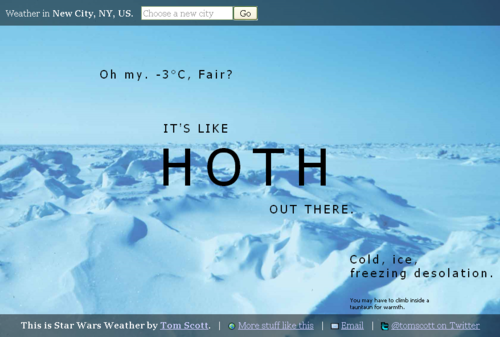 Weather in New City, NY, US. Choose a new city Go
Oh my. -3°C, Fair?
IT'S LIKE
HOTH
OUT THERE.
Cold, ice,
freezing desolation.
You may have to climb inside a
tauntaun for warmth.
This is Star Wars Weather by Tom Scott. | More stuff like this | Email | @tomscott on Twitter